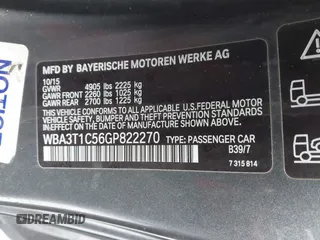 NOTICE
MFD BY BAYERISCHE MOTOREN WERKE AG
10/15
GVWR 4905 lbs 2225 kg
GAWR FRONT 2260 lbs 1025 kg
GAWR REAR 2700 lbs 1225 kg
THIS VEHICLE CONFORMS TO ALL APPLICABLE U.S.FEDERAL MOTOR
VEHICLE SAFETY, BUMPER AND THEFT PREVENTION STANDARDS
IN EFFECT ON THE DATE OF MANUFACTURE SHOWN ABOVE.
WBA3T1C56GP822270 TYPE: PASSENGER CAR
B39/7
7 315 814
DREAMBID